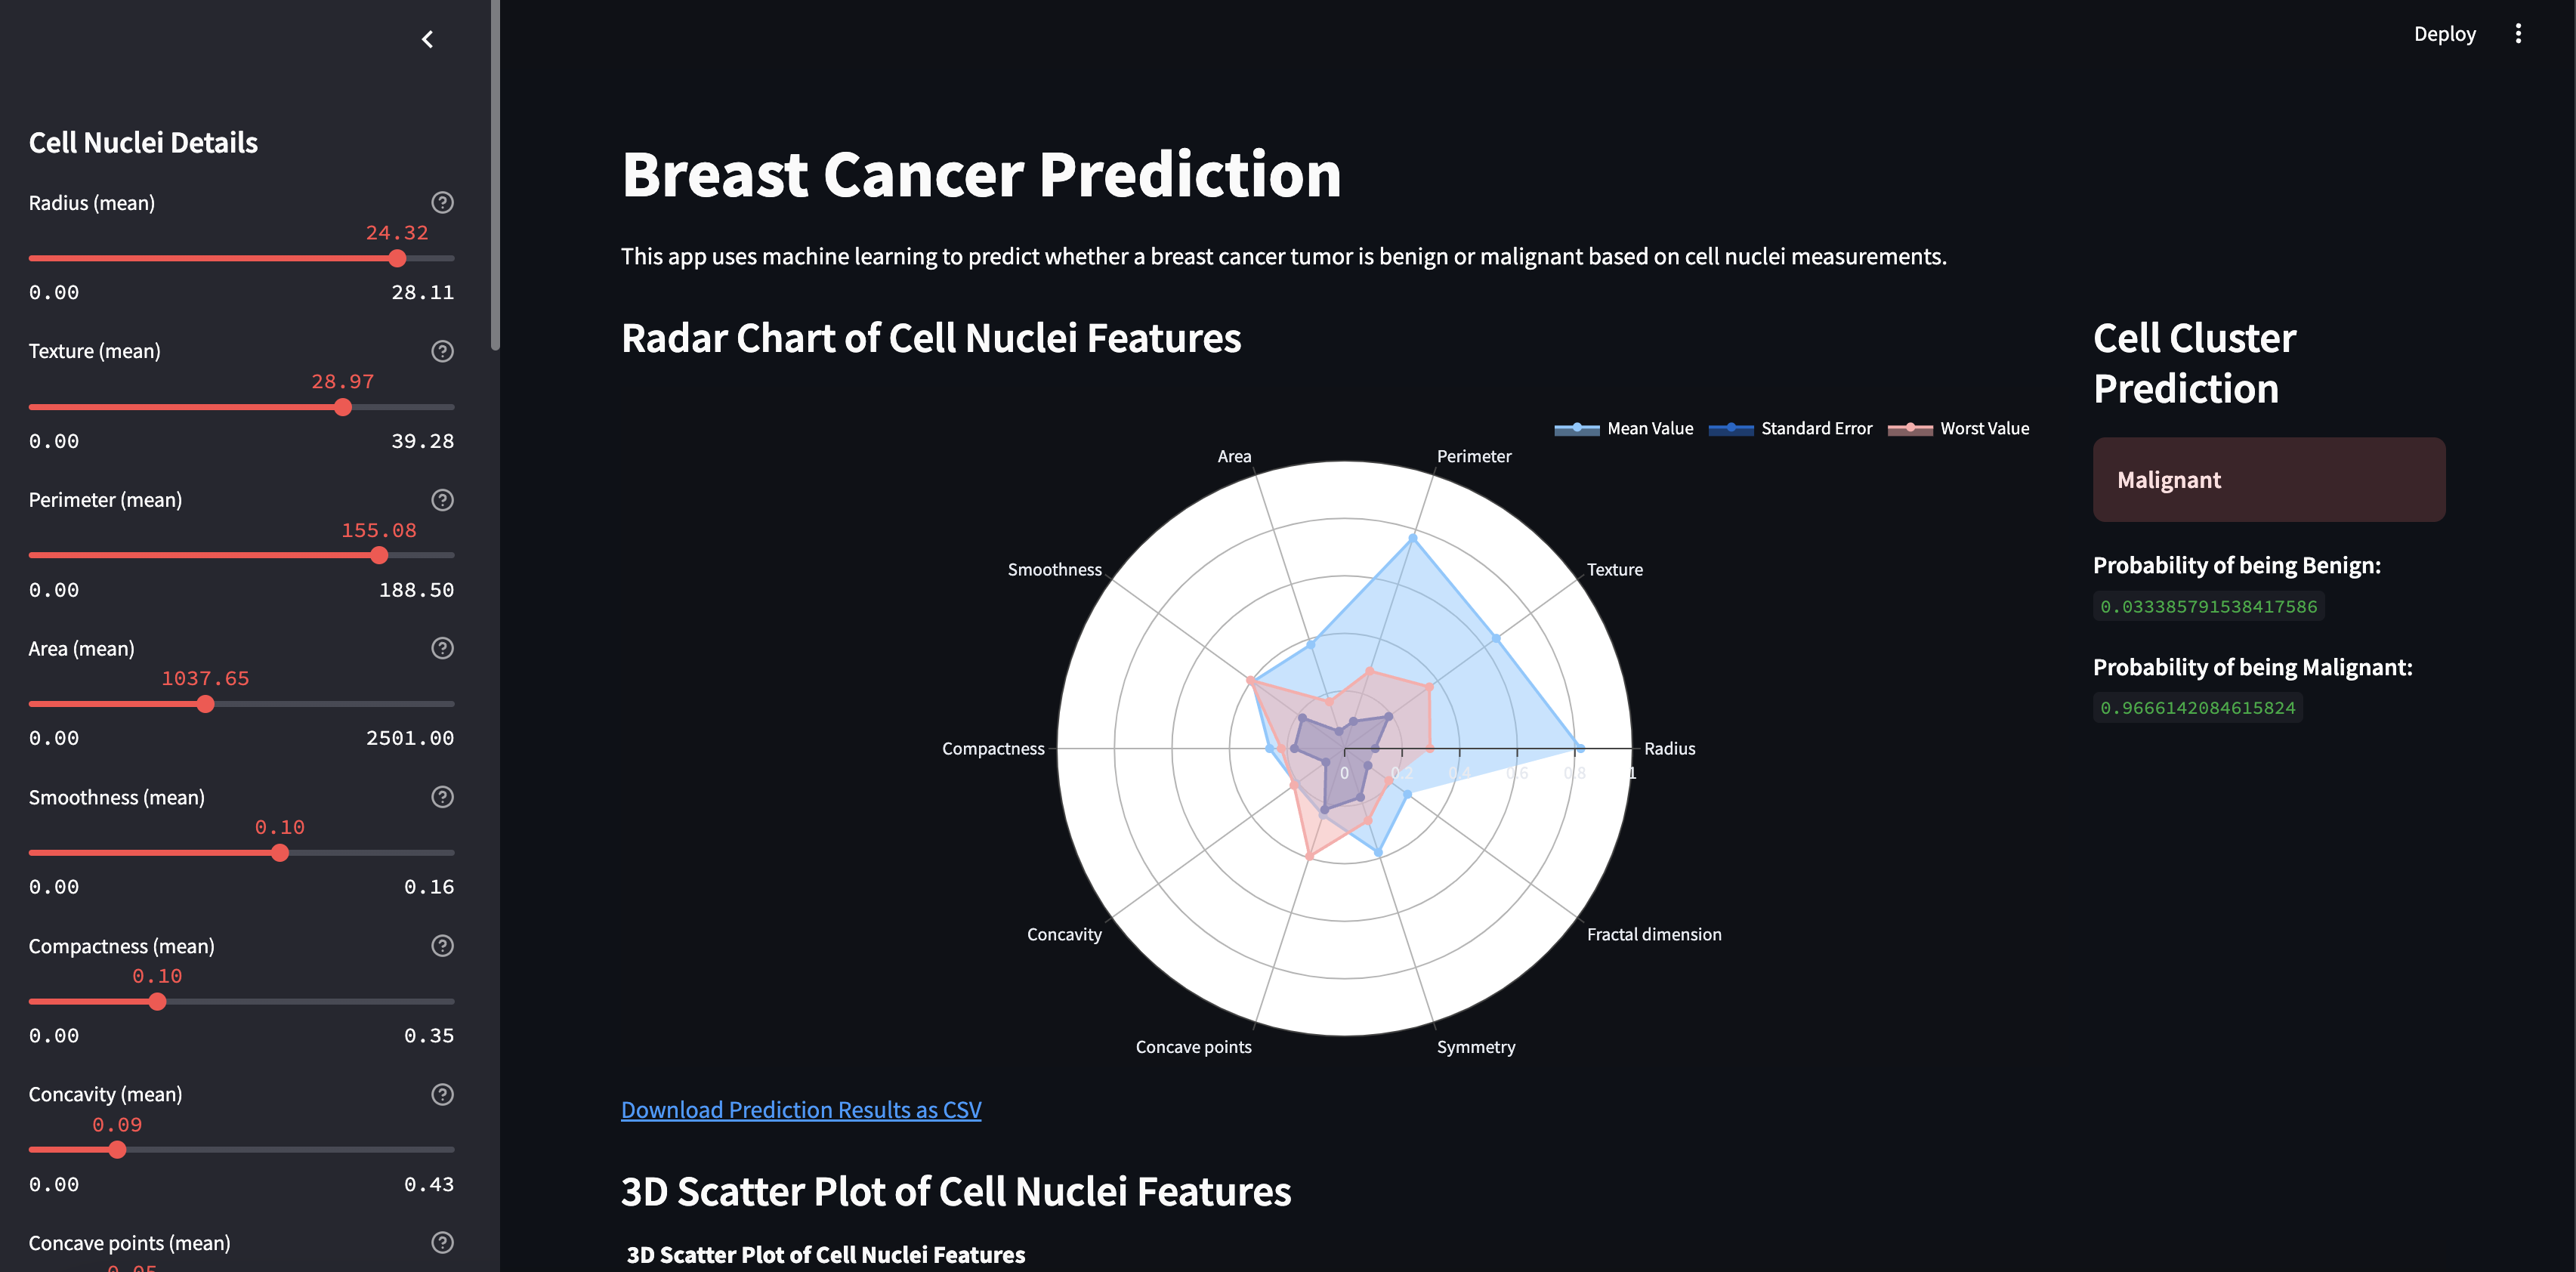 Deploy
Cell Nuclei Details
Radius (mean)
24.32
0.00 28.11
Texture (mean)
28.97
0.00 39.28
Perimeter (mean)
155.08
0.00 188.50
Area (mean)
1037.65
0.00 2501.00
Smoothness (mean)
0.10
0.00 0.16
Compactness (mean)
0.10
0.00 0.35
Concavity (mean)
0.09
0.00 0.43
Concave points (mean)
Breast Cancer Prediction
This app uses machine learning to predict whether a breast cancer tumor is benign or malignant based on cell nuclei measurements.
Radar Chart of Cell Nuclei Features
Mean Value Standard Error Worst Value
Area Perimeter
Smoothness Texture
Compactness Radius
0 0.2 0.4 0.6 0.8 1
Concavity Fractal dimension
Concave points Symmetry
Download Prediction Results as CSV
3D Scatter Plot of Cell Nuclei Features
3D Scatter Plot of Cell Nuclei Features
Cell Cluster
Prediction
Malignant
Probability of being Benign:
0.033385791538417586
Probability of being Malignant:
0.9666142084615824